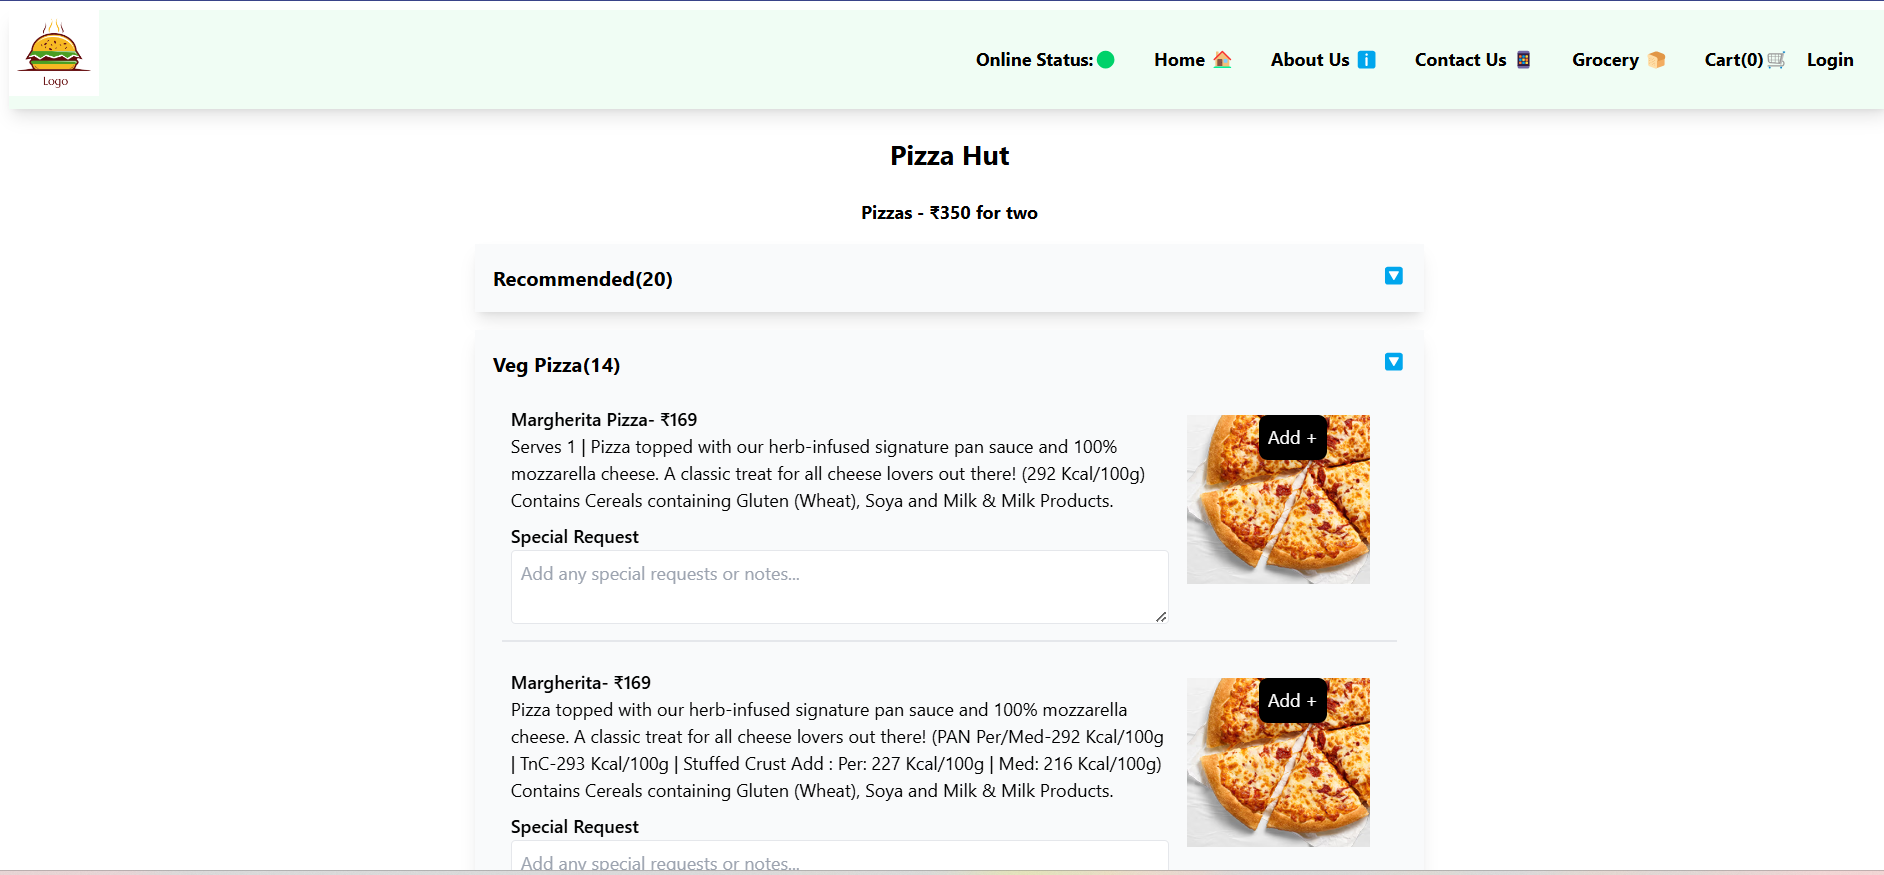 Logo
Online Status:
Home
About Us
Contact Us
Grocery
Cart(0)
Login
Pizza Hut
Pizzas - ₹350 for two
Recommended(20)
Veg Pizza(14)
Margherita Pizza- ₹169
Serves 1 | Pizza topped with our herb-infused signature pan sauce and 100%
mozzarella cheese. A classic treat for all cheese lovers out there! (292 Kcal/100g)
Contains Cereals containing Gluten (Wheat), Soya and Milk & Milk Products.
Add +
Special Request
Add any special requests or notes...
Margherita- ₹169
Pizza topped with our herb-infused signature pan sauce and 100% mozzarella
cheese. A classic treat for all cheese lovers out there! (PAN Per/Med-292 Kcal/100g
| TnC-293 Kcal/100g | Stuffed Crust Add : Per: 227 Kcal/100g | Med: 216 Kcal/100g)
Contains Cereals containing Gluten (Wheat), Soya and Milk & Milk Products.
Add +
Special Request
Add any special requests or notes...